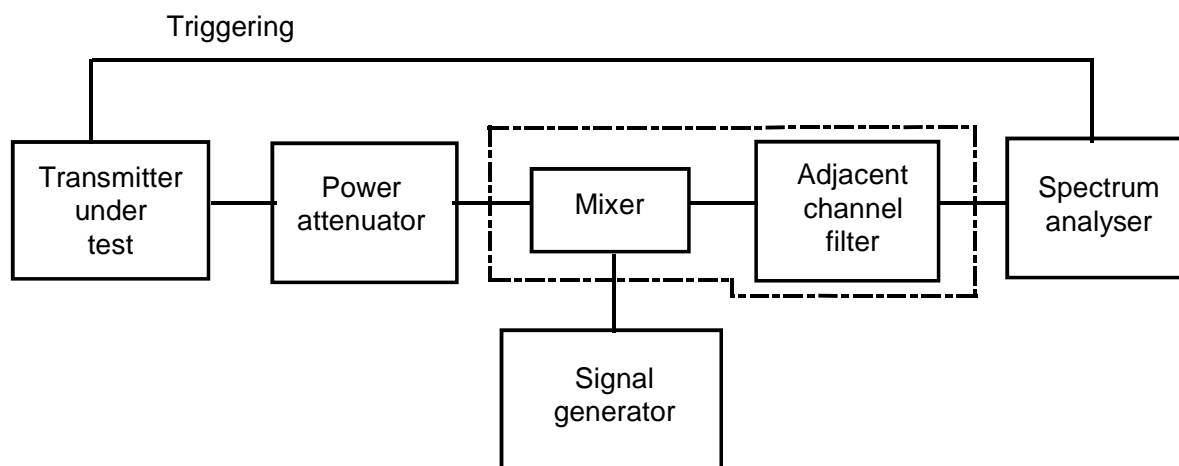 Triggering
Transmitter
under
test
Power
attenuator
Mixer
Adjacent
channel
filter
Spectrum
analyser
Signal
generator